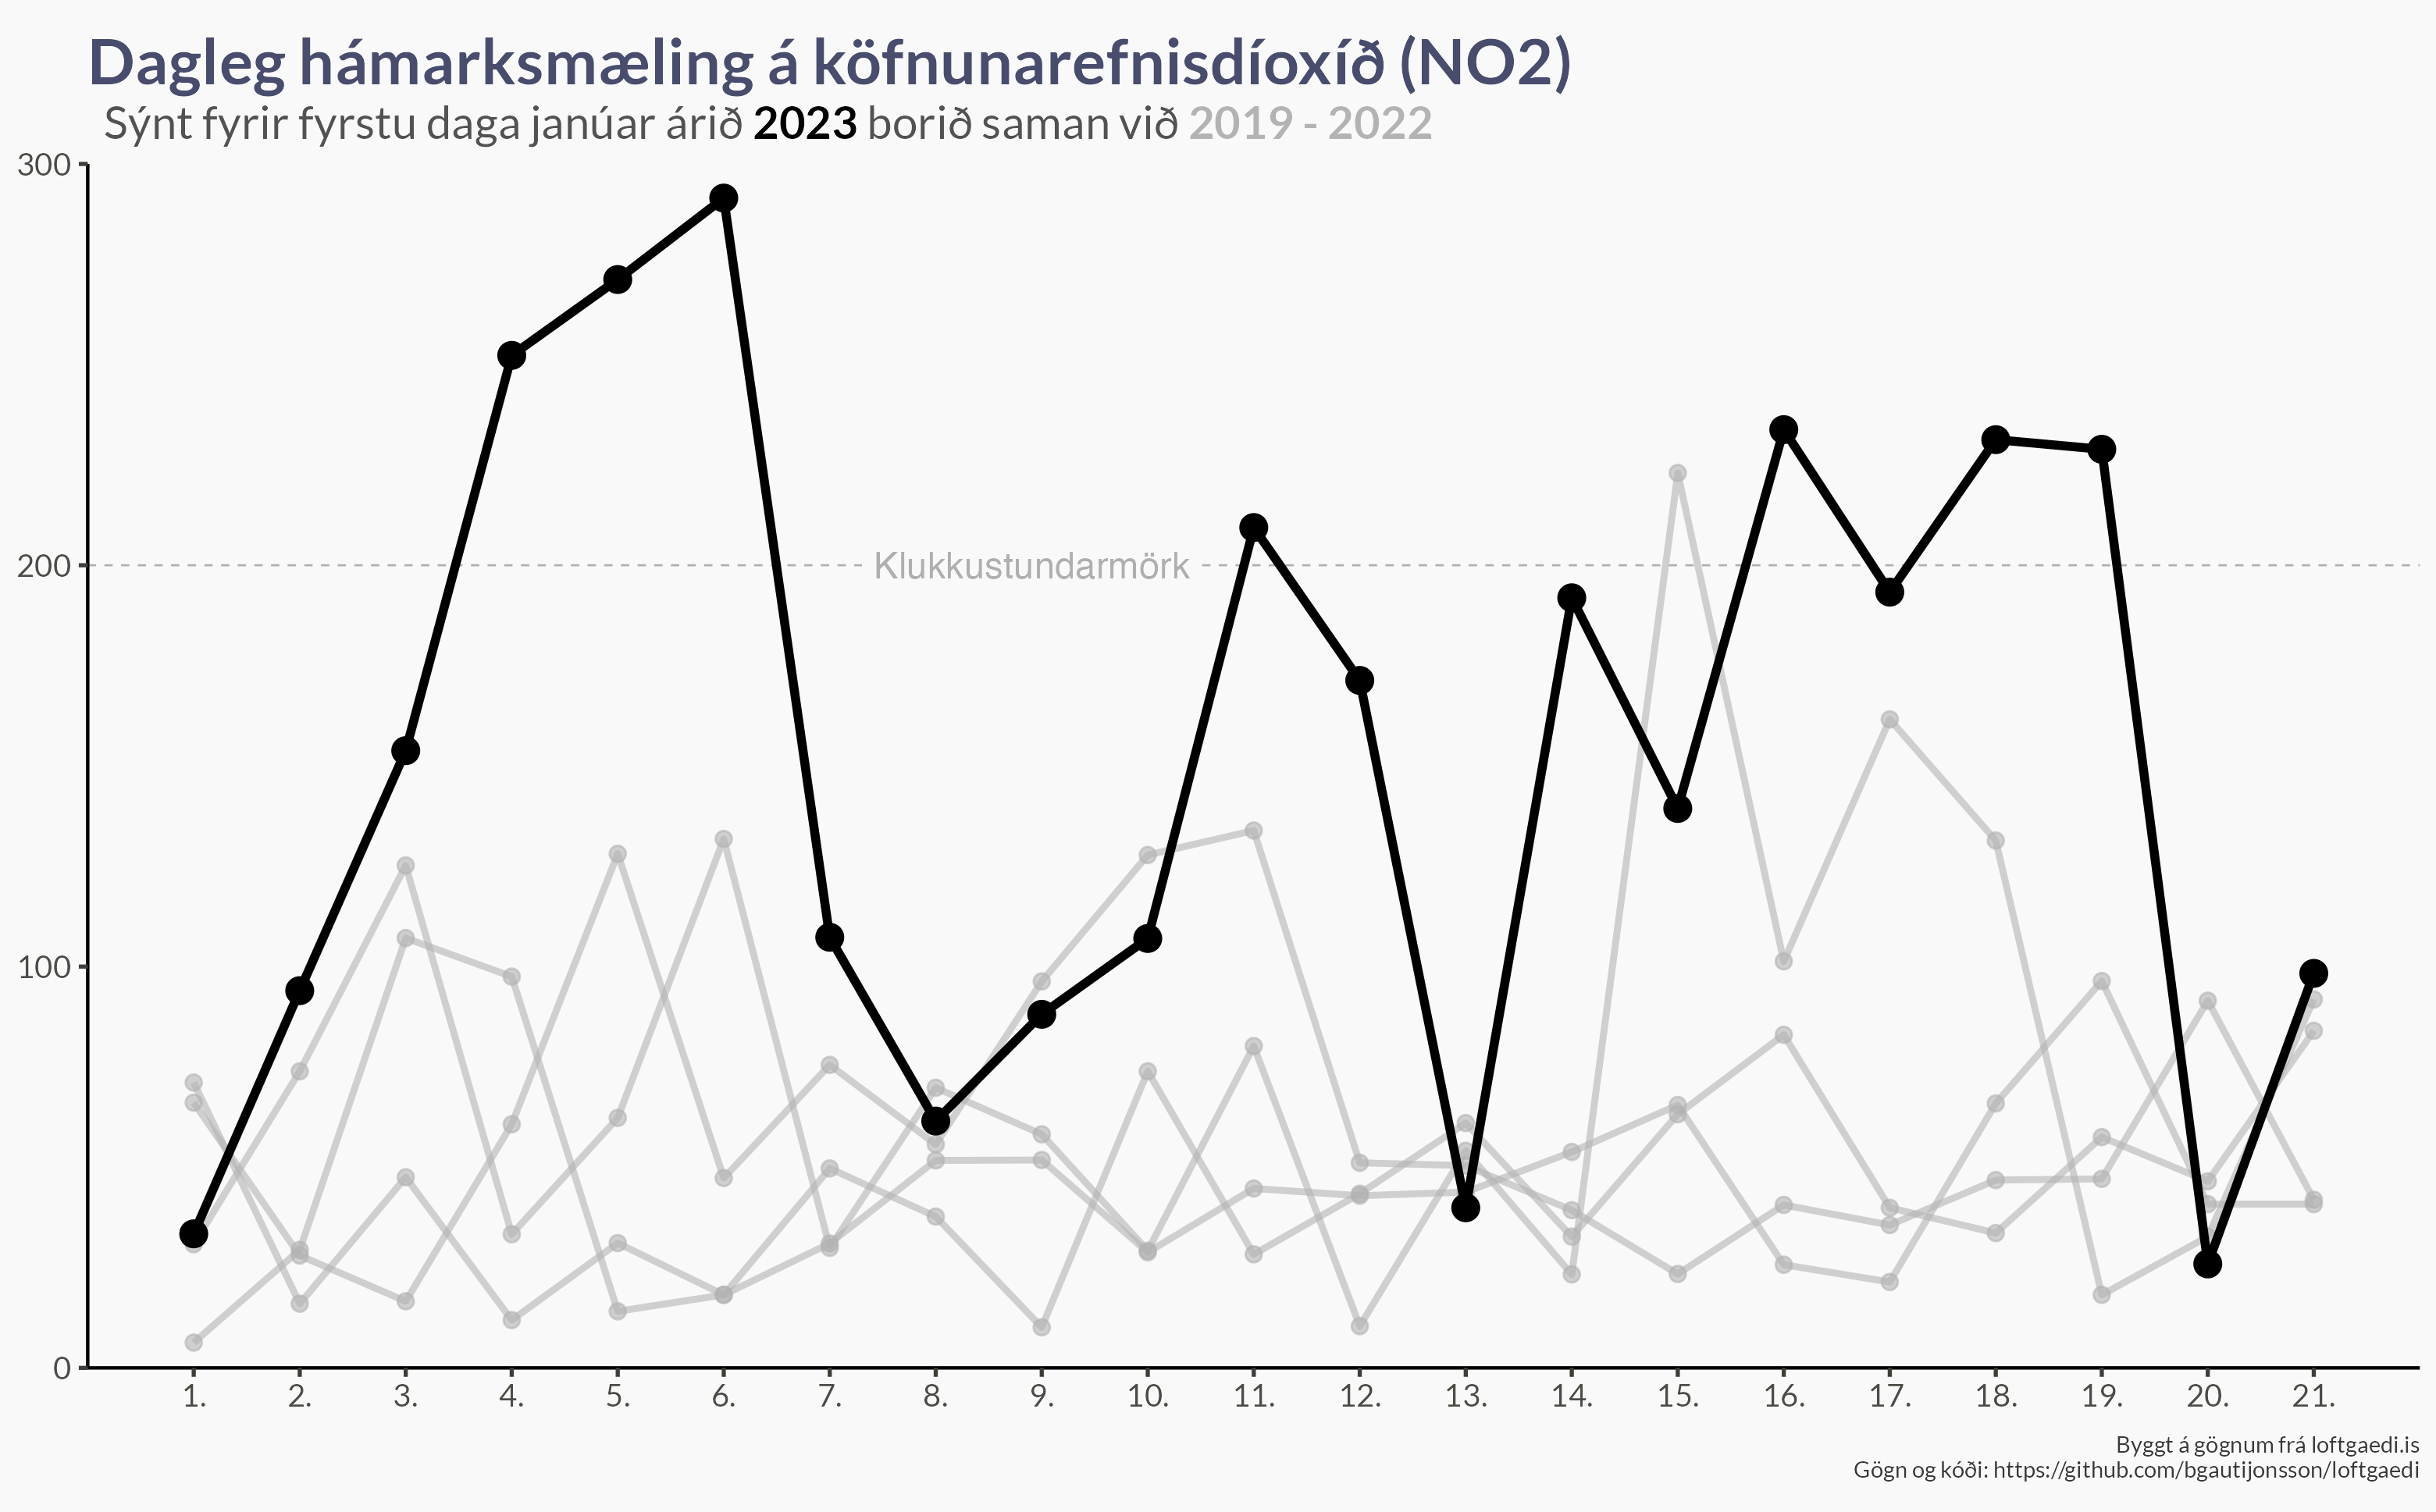 Dagleg hámarksmæling á köfnunarefnisdíoxíð (NO2)
Sýnt fyrir fyrstu daga janúar árið 2023 borið saman við 2019 - 2022
300
200
Klukkustundarmörk
100
0
1. 2. 3. 4. 5. 6. 7. 8. 9. 10. 11. 12. 13. 14. 15. 16. 17. 18. 19. 20. 21.
Byggt á gögnum frá loftgaedi.is
Gögn og kóði: https://github.com/bgautijonsson/loftgaedi